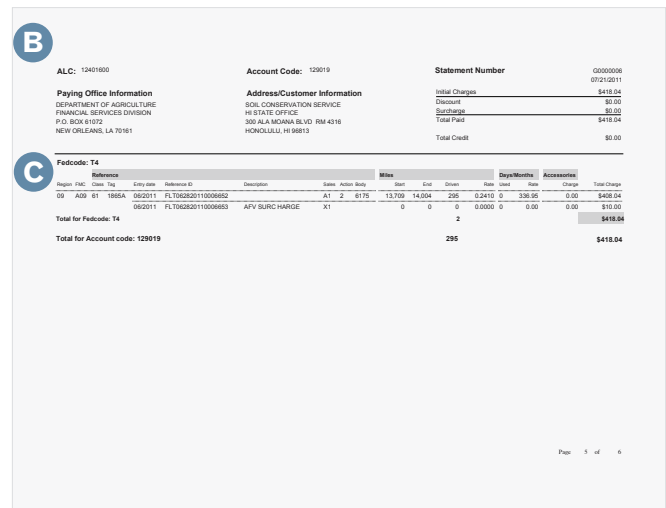 B
ALC: 12401600 Account Code: 129019 Statement Number G0000006
07/21/2011
Paying Office Information Address/Customer Information Initial Charges $418.04
DEPARTMENT OF AGRICULTURE SOIL CONSERVATION SERVICE Discount $0.00
FINANCIAL SERVICES DIVISION HI STATE OFFICE Surcharge $0.00
P.O. BOX 61072 300 ALA MOANA BLVD RM 4316 Total Paid $418.04
NEW ORLEANS, LA 70161 HONOLULU, HI 96813
Total Credit $0.00
C
Fedcode: T4
Reference Miles Days/Months Accessories
Region FMC Class Tag Entry date Reference ID Description Sales Action Body Start End Driven Rate Used Rate Charge Total Charge
09 A09 61 1865A 06/2011 FLT062820110006652 A1 2 6175 13,709 14,004 295 0.2410 0 336.95 0.00 $408.04
06/2011 FLT062820110006653 AFV SURC HARGE X1 0 0 0 0.0000 0 0.00 0.00 $10.00
Total for Fedcode: T4 2 $418.04
Total for Account code: 129019 295 $418.04
Page 5 of 6